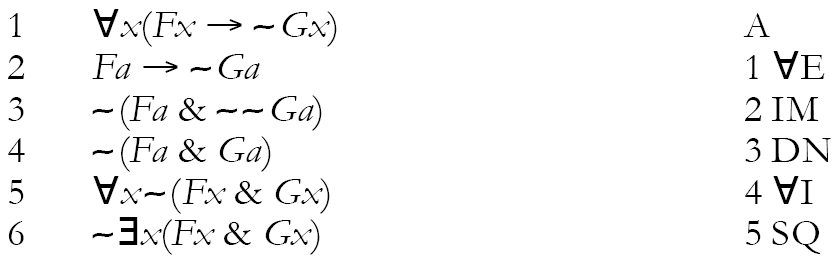 1 ∀x(Fx → ~Gx) A
2 Fa → ~Ga 1 ∀E
3 ~(Fa & ~~Ga) 2 IM
4 ~(Fa & Ga) 3 DN
5 ∀x~(Fx & Gx) 4 ∀I
6 ~∃x(Fx & Gx) 5 SQ